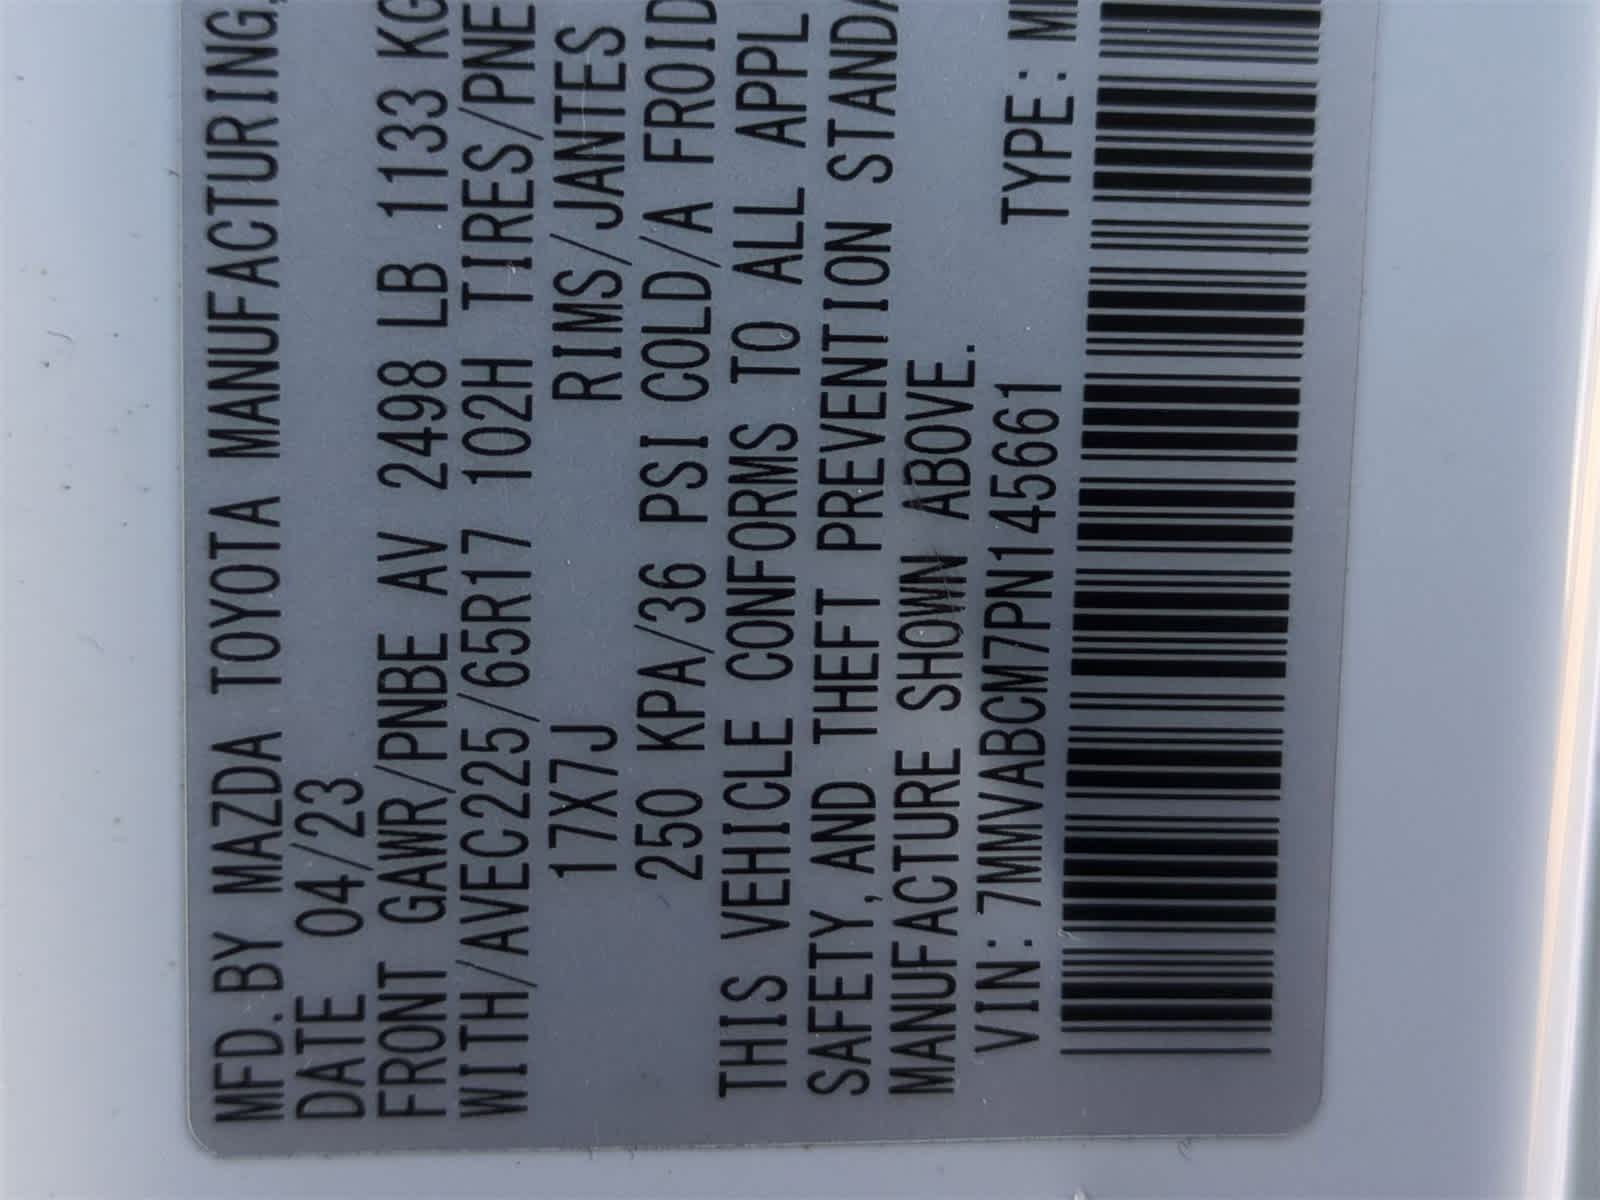 MFD.BY MAZDA TOYOTA MANUFACTURING,
DATE 04/23
FRONT GAWR/PNBE AV 2498 LB 1133 KG
WITH/AVEC225/65R17 102H TIRES/PNE
17X7J RIMS/JANTES
250 KPA/36 PSI COLD/A FROID
THIS VEHICLE CONFORMS TO ALL APPL
SAFETY,AND THEFT PREVENTION STANDA
MANUFACTURE SHOWN ABOVE.
VIN:7MMVABCM7PN145661 TYPE: